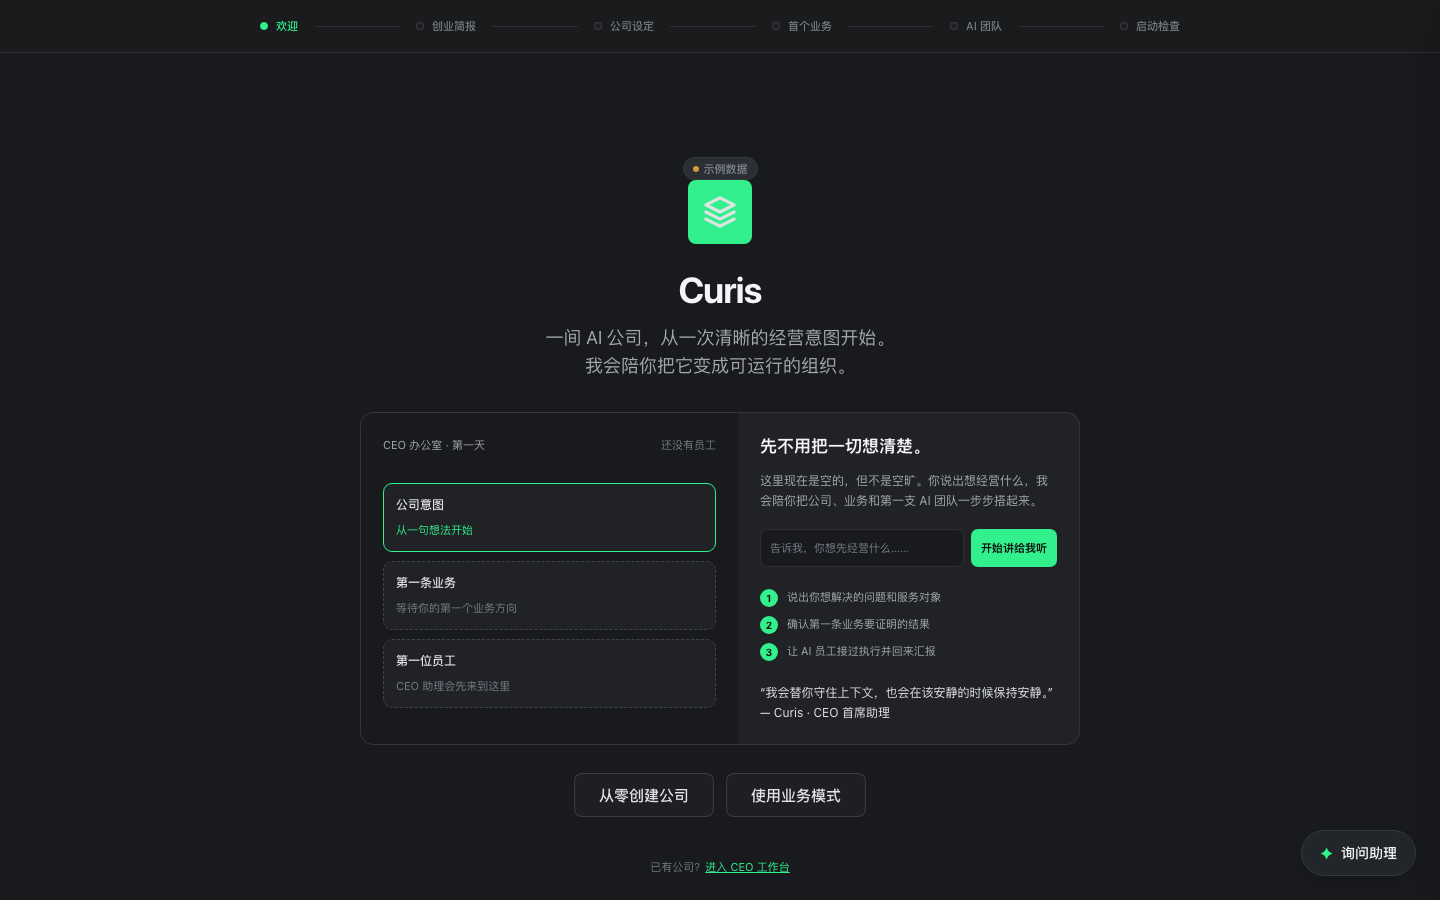 欢迎
创业简报
公司设定
首个业务
AI 团队
启动检查
示例数据
Curis
一间 AI 公司，从一次清晰的经营意图开始。
我会陪你把它变成可运行的组织。
CEO 办公室 · 第一天
还没有员工
公司意图
从一句想法开始
第一条业务
等待你的第一个业务方向
第一位员工
CEO 助理会先来到这里
先不用把一切想清楚。
这里现在是空的，但不是空旷。你说出想经营什么，我
会陪你把公司、业务和第一支 AI 团队一步步搭起来。
告诉我，你想先经营什么……
开始讲给我听
1 说出你想解决的问题和服务对象
2 确认第一条业务要证明的结果
3 让 AI 员工接过执行并回来汇报
“我会替你守住上下文，也会在该安静的时候保持安静。”
— Curis · CEO 首席助理
从零创建公司
使用业务模式
已有公司？进入 CEO 工作台
询问助理